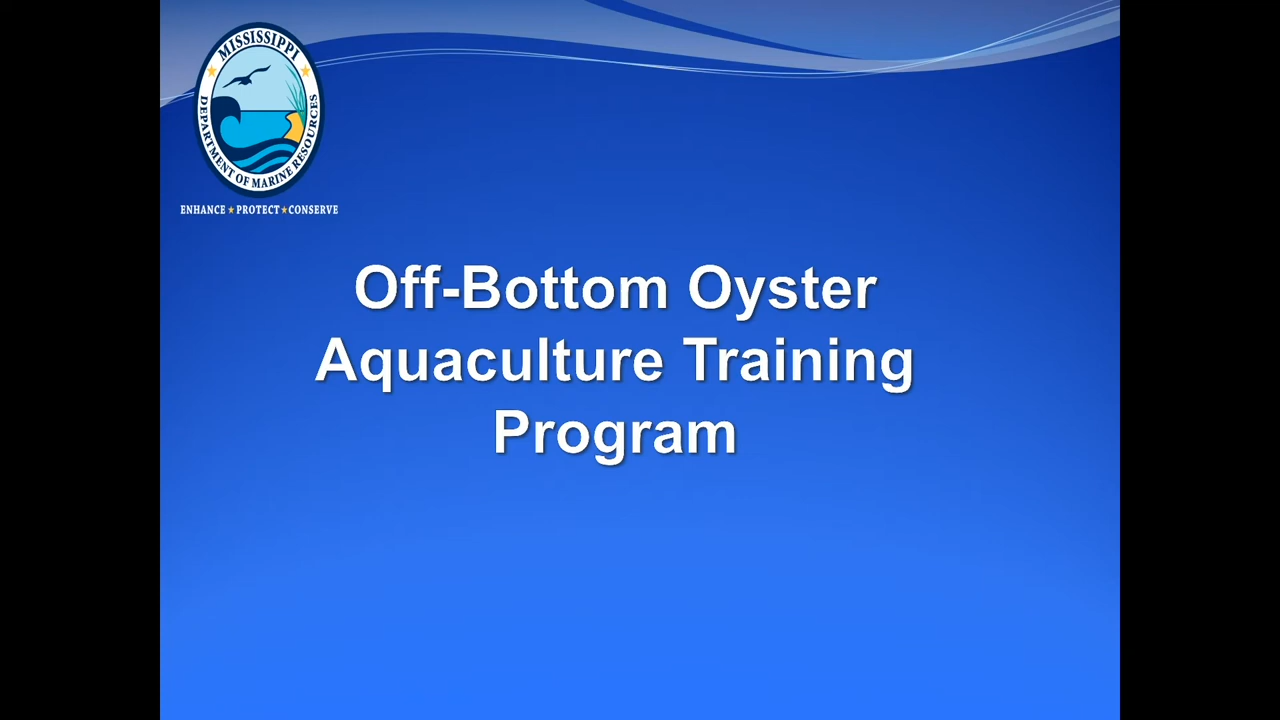 MISSISSIPPI
DEPARTMENT OF MARINE RESOURCES
ENHANCE★PROTECT★CONSERVE
Off-Bottom Oyster
Aquaculture Training
Program